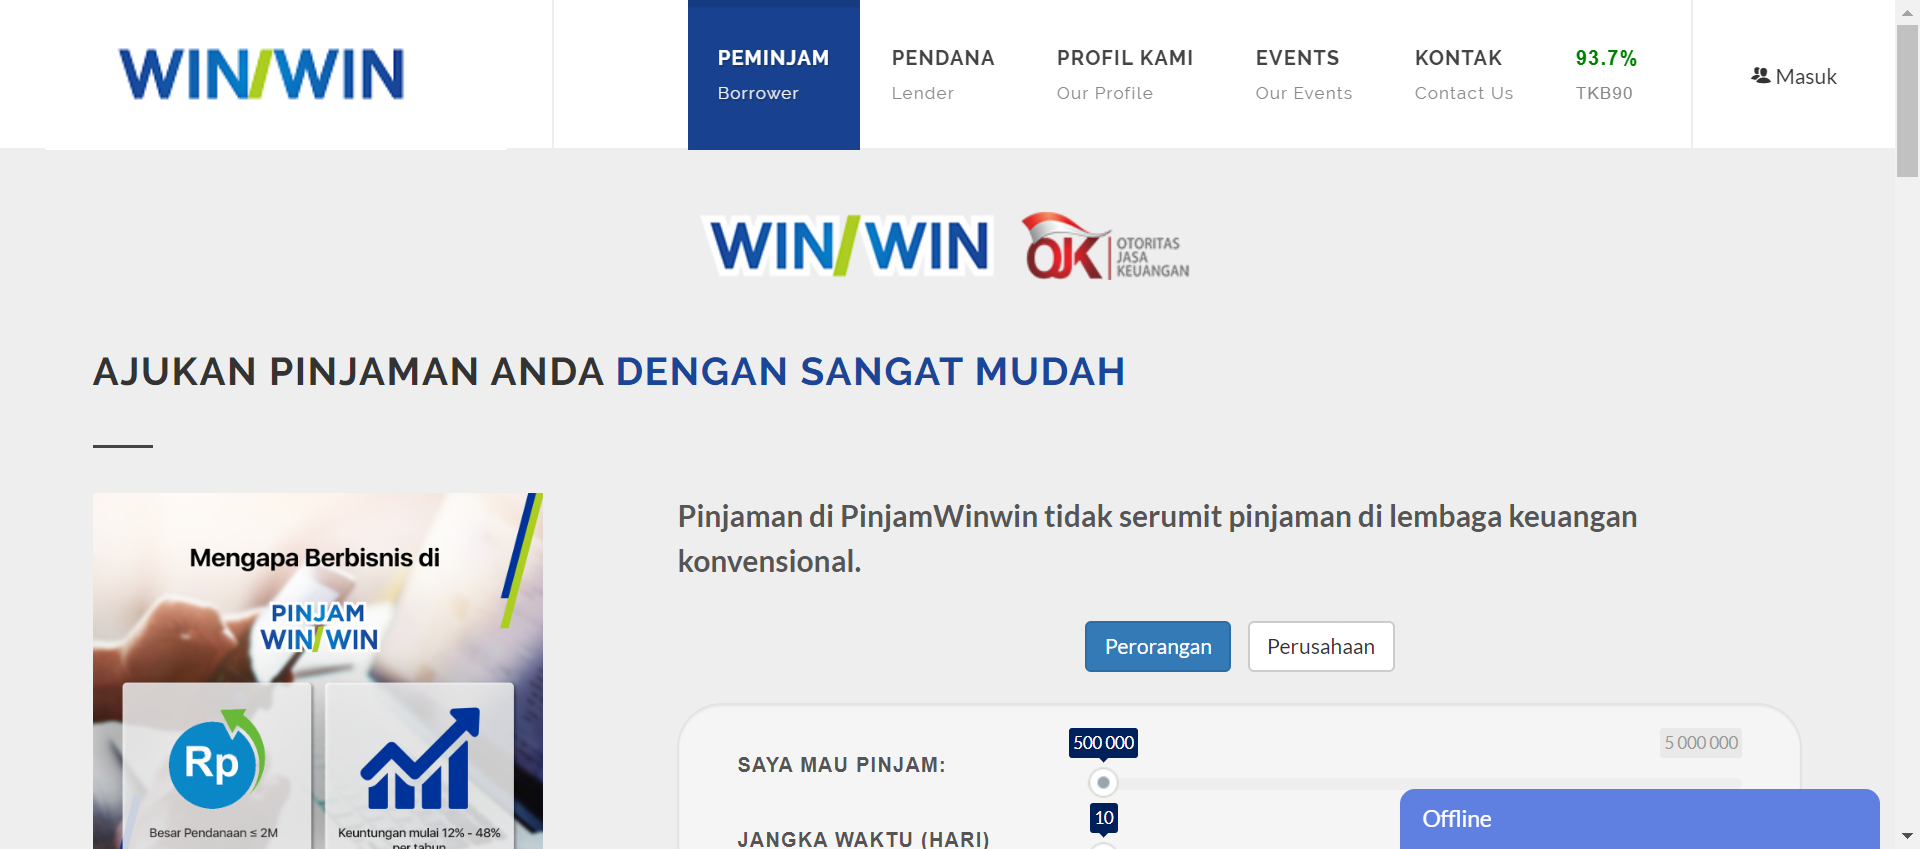 WIN/WIN
PEMINJAM
Borrower
PENDANA
Lender
PROFIL KAMI
Our Profile
EVENTS
Our Events
KONTAK
Contact Us
93.7%
TKB90
Masuk
WIN/WIN
OJK
OTORITAS
JASA
KEUANGAN
AJUKAN PINJAMAN ANDA DENGAN SANGAT MUDAH
Mengapa Berbisnis di
PINJAM
WIN/WIN
Rp
Besar Pendanaan ≤ 2M
Keuntungan mulai 12% - 48%
per tahun
Pinjaman di PinjamWinwin tidak serumit pinjaman di lembaga keuangan
konvensional.
Perorangan
Perusahaan
SAYA MAU PINJAM:
500 000
5 000 000
JANGKA WAKTU (HARI)
10
Offline